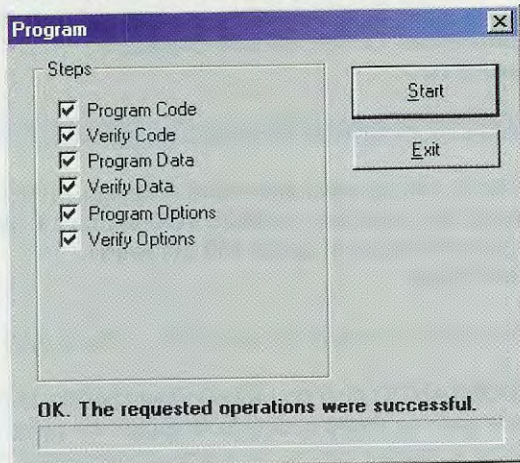 Program
Steps
Program Code
Verify Code
Program Data
Verify Data
Program Options
Verify Options
Start
Exit
OK. The requested operations were successful.